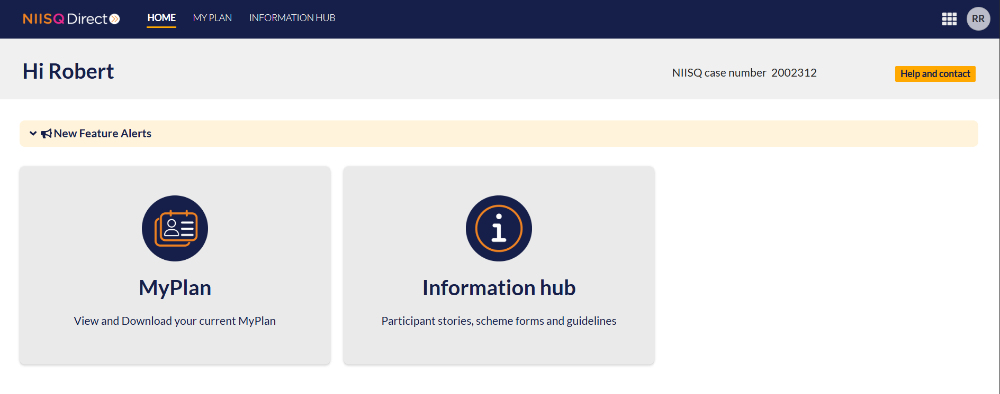 NIISQ Direct
HOME
MY PLAN
INFORMATION HUB
RR
Hi Robert
NIISQ case number 2002312
Help and contact
New Feature Alerts
MyPlan
View and Download your current MyPlan
Information hub
Participant stories, scheme forms and guidelines